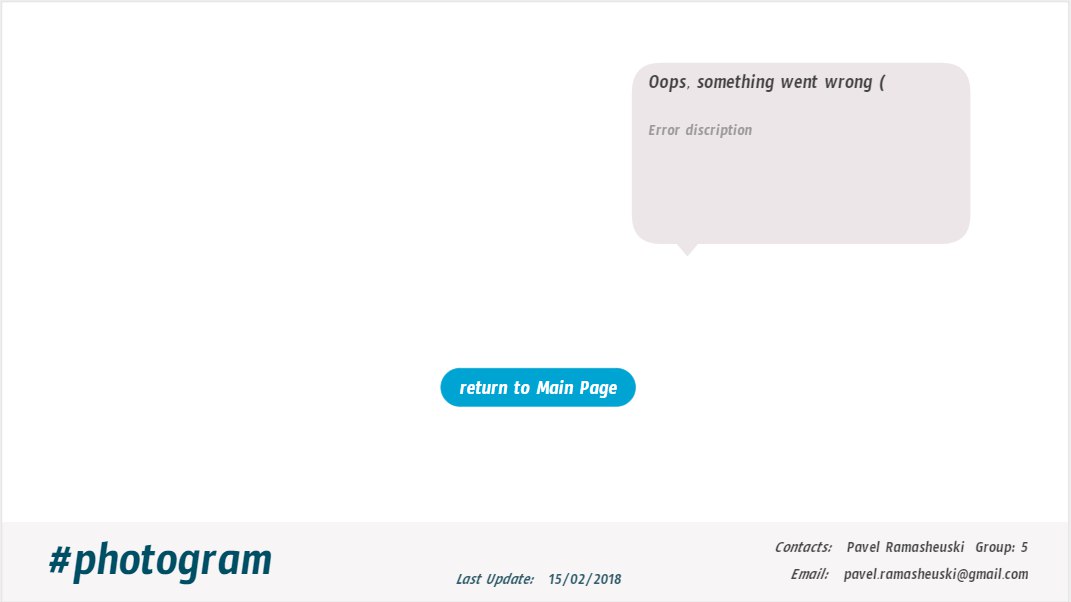 Oops, something went wrong (
Error discription
return to Main Page
#photogram
Last Update: 15/02/2018
Contacts: Pavel Ramasheuski Group: 5
Email: pavel.ramasheuski@gmail.com